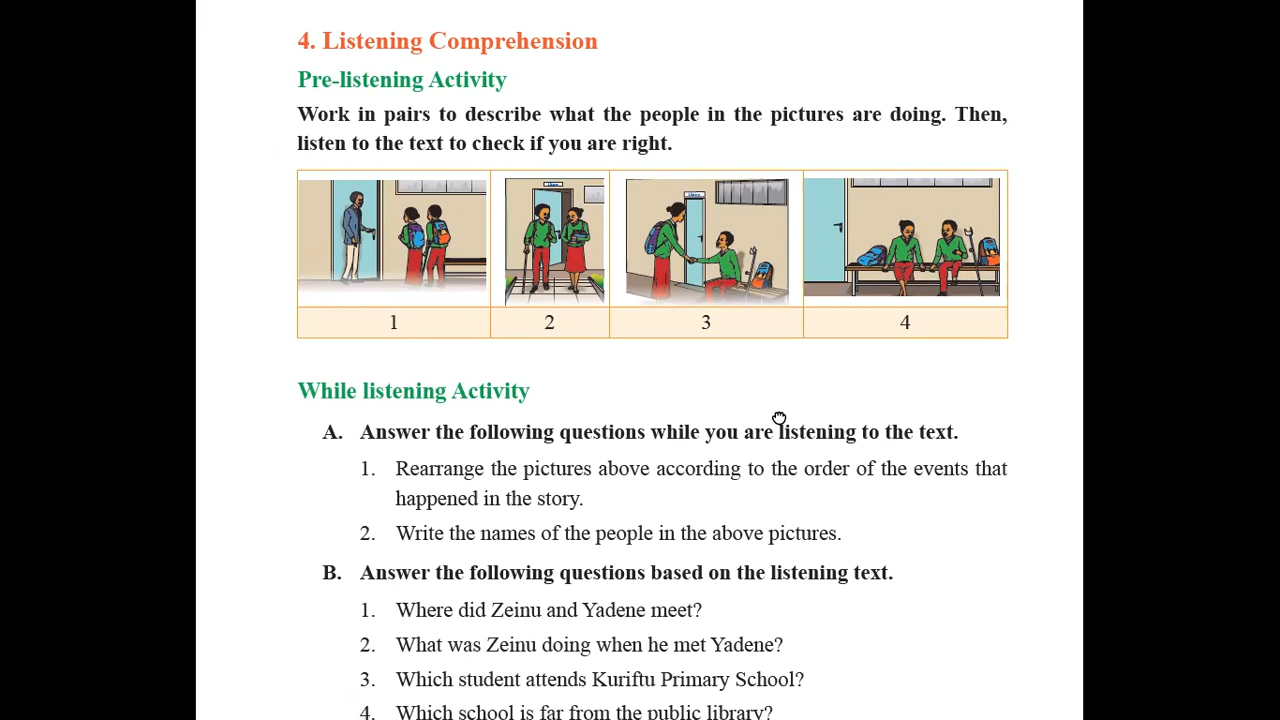 4. Listening Comprehension
Pre-listening Activity
Work in pairs to describe what the people in the pictures are doing. Then,
listen to the text to check if you are right.
1 2 3 4
While listening Activity
A. Answer the following questions while you are listening to the text.
1. Rearrange the pictures above according to the order of the events that
happened in the story.
2. Write the names of the people in the above pictures.
B. Answer the following questions based on the listening text.
1. Where did Zeinu and Yadene meet?
2. What was Zeinu doing when he met Yadene?
3. Which student attends Kuriftu Primary School?
4. Which school is far from the public library?